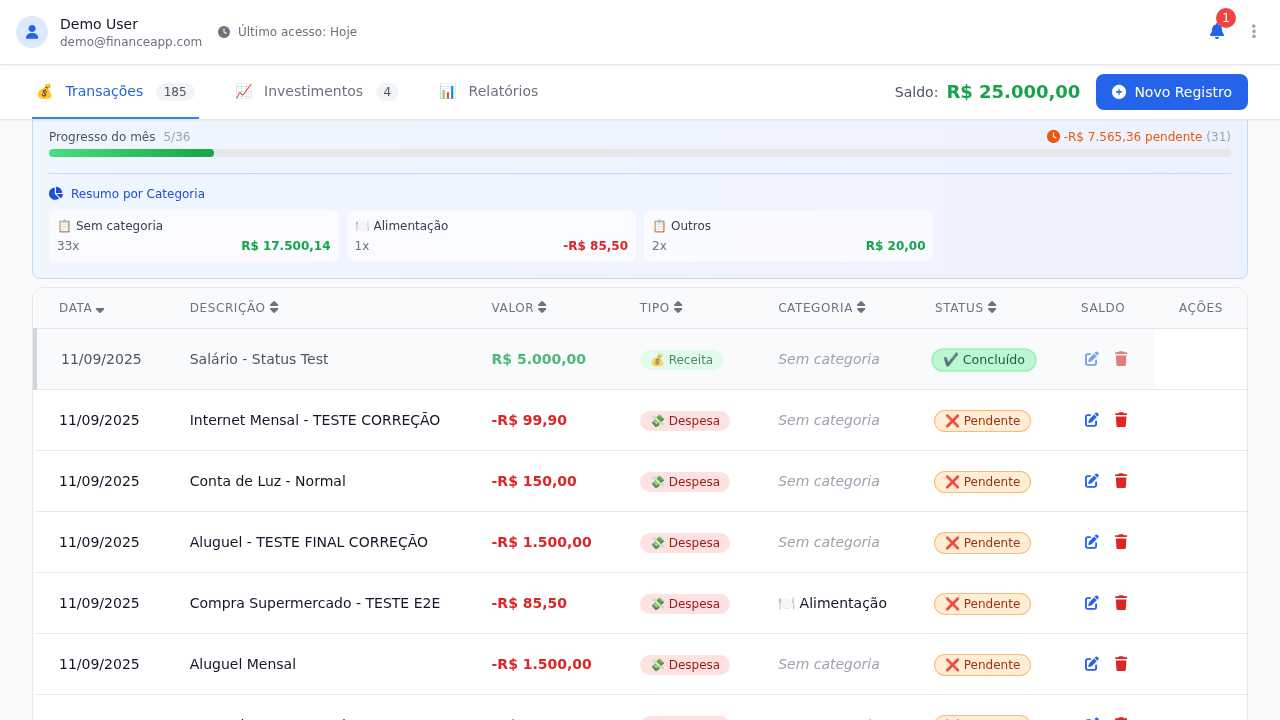 Demo User
demo@financeapp.com
Último acesso: Hoje
1
Transações 185
Investimentos 4
Relatórios
Saldo: R$ 25.000,00
Novo Registro
Progresso do mês 5/36
-R$ 7.565,36 pendente (31)
Resumo por Categoria
Sem categoria
33x R$ 17.500,14
Alimentação
1x -R$ 85,50
Outros
2x R$ 20,00
DATA DESCRIÇÃO VALOR TIPO CATEGORIA STATUS SALDO AÇÕES
11/09/2025 Salário - Status Test R$ 5.000,00 Receita Sem categoria Concluído
11/09/2025 Internet Mensal - TESTE CORREÇÃO -R$ 99,90 Despesa Sem categoria Pendente
11/09/2025 Conta de Luz - Normal -R$ 150,00 Despesa Sem categoria Pendente
11/09/2025 Aluguel - TESTE FINAL CORREÇÃO -R$ 1.500,00 Despesa Sem categoria Pendente
11/09/2025 Compra Supermercado - TESTE E2E -R$ 85,50 Despesa Alimentação Pendente
11/09/2025 Aluguel Mensal -R$ 1.500,00 Despesa Sem categoria Pendente